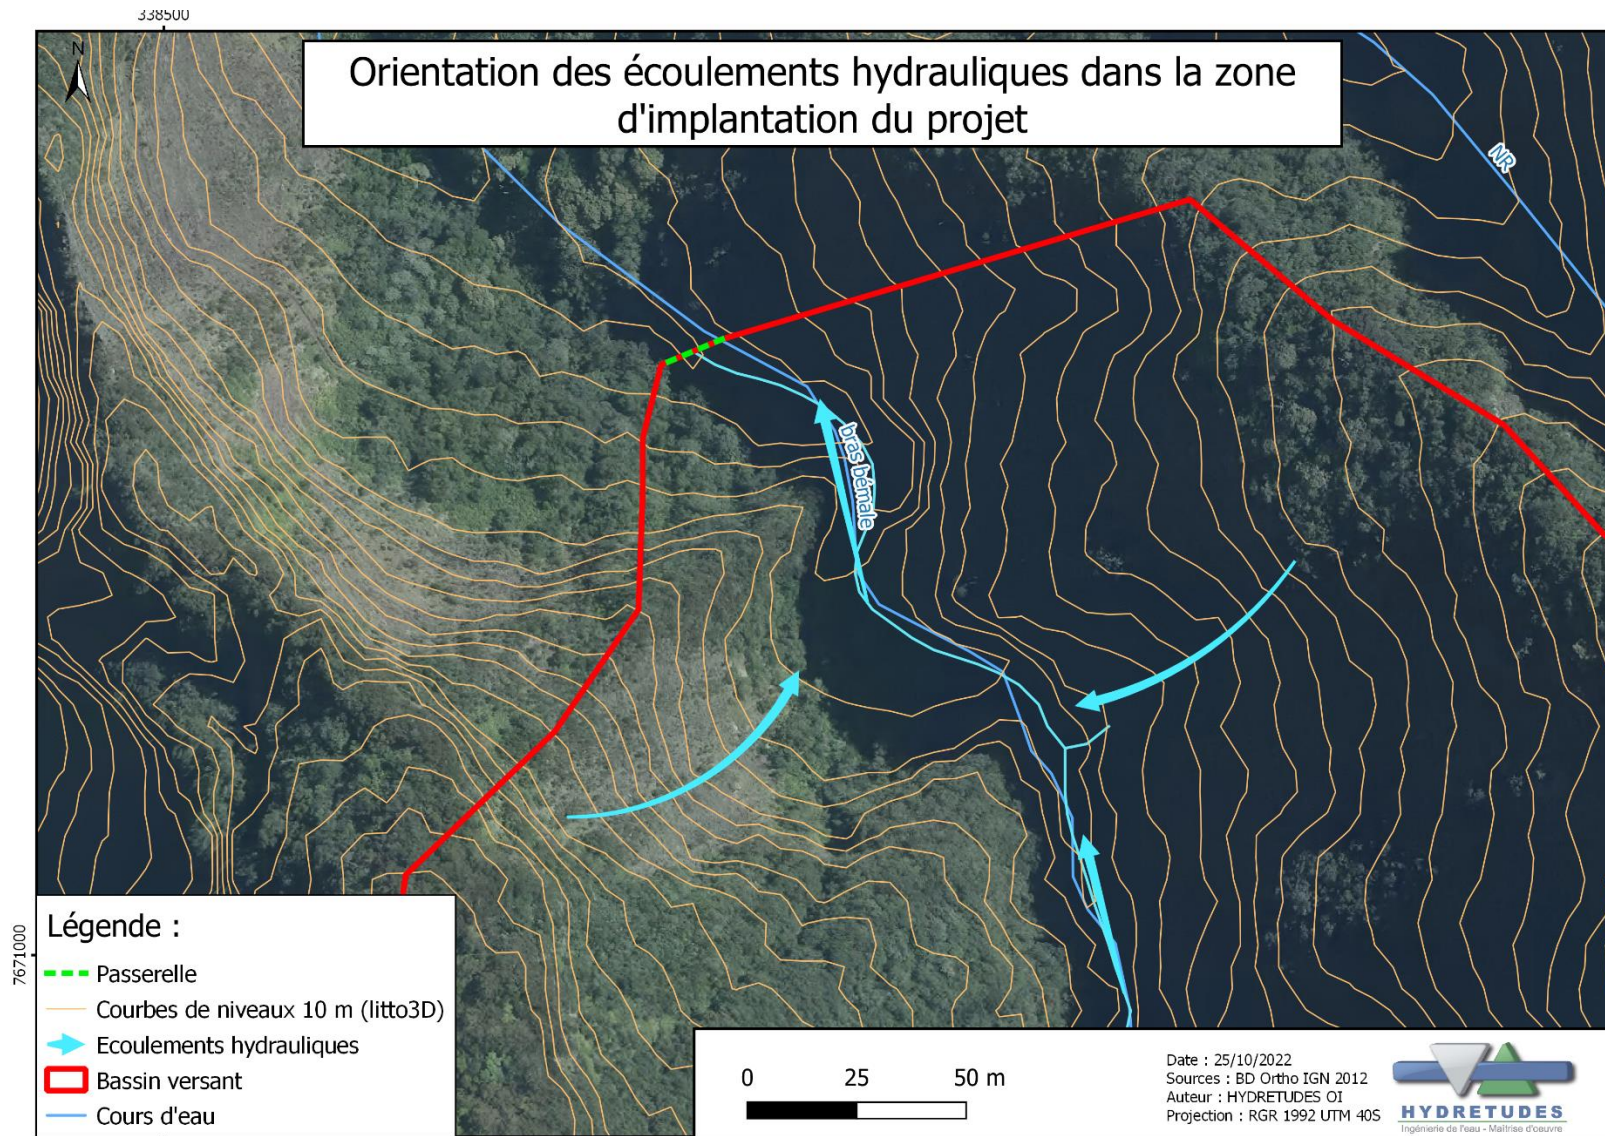 338500
N
Orientation des écoulements hydrauliques dans la zone
d'implantation du projet
NR
bras bémale
7671000
Légende :
Passerelle
Courbes de niveaux 10 m (litto3D)
Ecoulements hydrauliques
Bassin versant
Cours d'eau
0 25 50 m
Date : 25/10/2022
Sources : BD Ortho IGN 2012
Auteur : HYDRETUDES OI
Projection : RGR 1992 UTM 40S
HYDRETUDES
Ingénierie de l'eau - Maîtrise d'œuvre